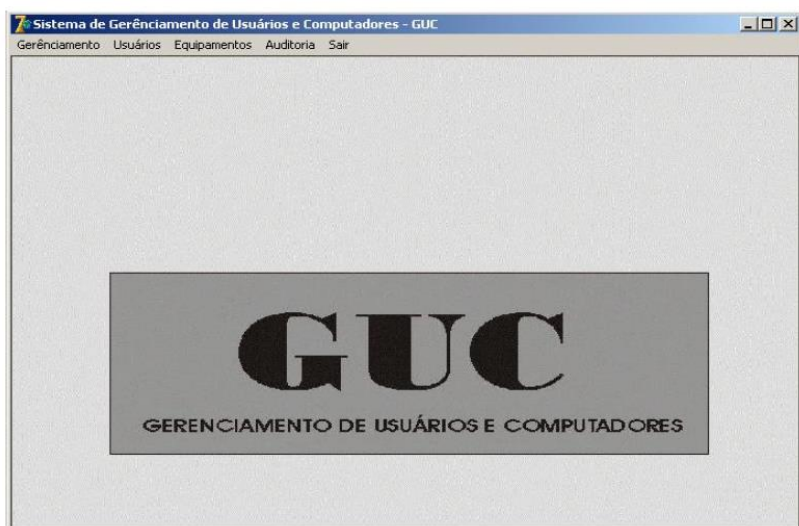 Sistema de Gerênciamento de Usuários e Computadores - GUC
Gerênciamento Usuários Equipamentos Auditoria Sair
GUC
GERENCIAMENTO DE USUÁRIOS E COMPUTADORES